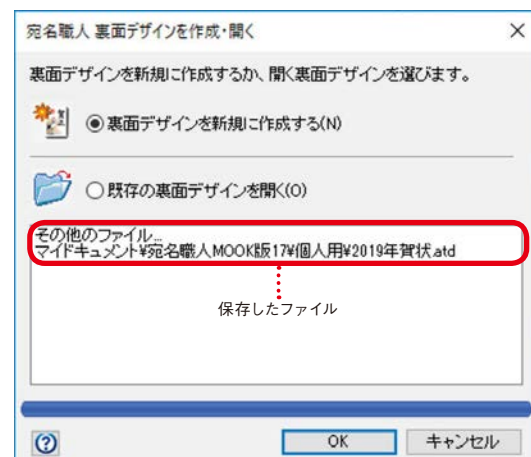 宛名職人 裏面デザインを作成・開く
裏面デザインを新規に作成するか、開く裏面デザインを選びます。
裏面デザインを新規に作成する(N)
既存の裏面デザインを開く(O)
その他のファイル...
マイドキュメント¥宛名職人MOOK版17¥個人用¥2019年賀状.atd
保存したファイル
OK
キャンセル